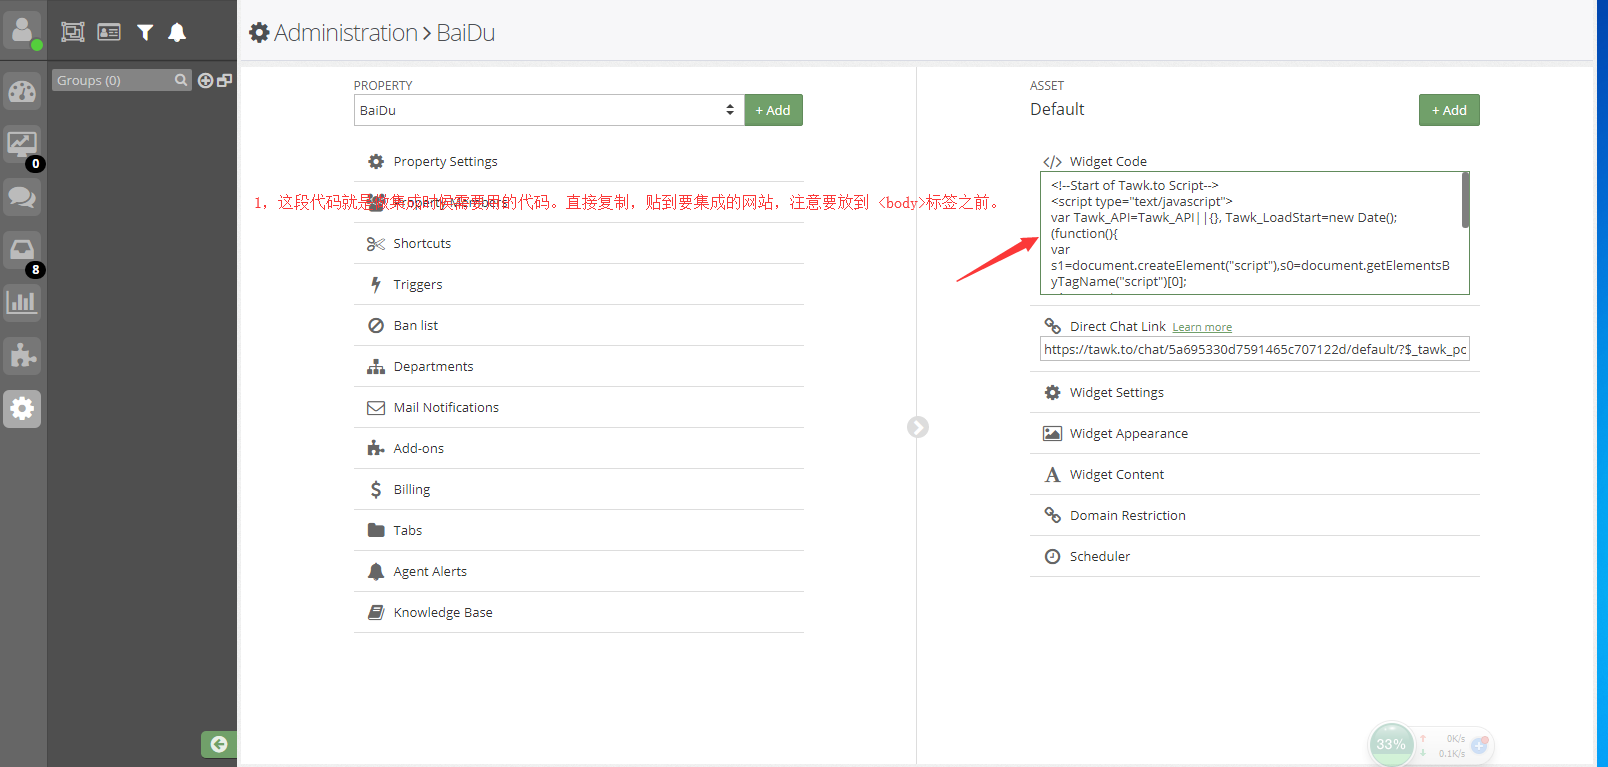 Administration > BaiDu
Groups (0)
0
8
PROPERTY
BaiDu
+ Add
Property Settings
1，这段代码就是做集成时候需要用的代码。直接复制，贴到要集成的网站，注意要放到 <body>标签之前。
Shortcuts
Triggers
Ban list
Departments
Mail Notifications
Add-ons
Billing
Tabs
Agent Alerts
Knowledge Base
ASSET
Default
+ Add
Widget Code
<!--Start of Tawk.to Script-->
<script type="text/javascript">
var Tawk_API=Tawk_API||{}, Tawk_LoadStart=new Date();
(function(){
var
s1=document.createElement("script"),s0=document.getElementsB
yTagName("script")[0];
Direct Chat Link Learn more
https://tawk.to/chat/5a695330d7591465c707122d/default/?$_tawk_pc
Widget Settings
Widget Appearance
Widget Content
Domain Restriction
Scheduler
33%
0K/s
0.1K/s